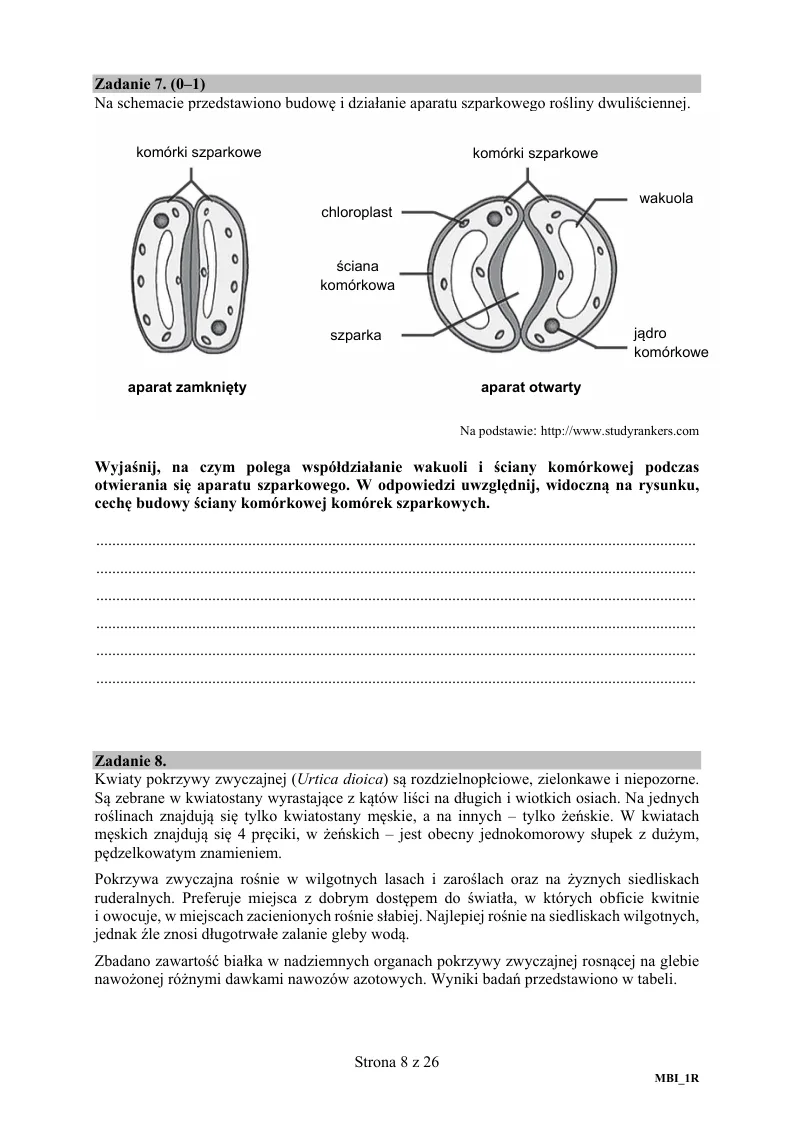 Zadanie 7. (0–1)
Na schemacie przedstawiono budowę i działanie aparatu szparkowego rośliny dwuliściennej.
komórki szparkowe
komórki szparkowe
wakuola
chloroplast
ściana
komórkowa
szparka
jądro
komórkowe
aparat zamknięty
aparat otwarty
Na podstawie: http://www.studyrankers.com
Wyjaśnij, na czym polega współdziałanie wakuoli i ściany komórkowej podczas
otwierania się aparatu szparkowego. W odpowiedzi uwzględnij, widoczną na rysunku,
cechę budowy ściany komórkowej komórek szparkowych.
Zadanie 8.
Kwiaty pokrzywy zwyczajnej (Urtica dioica) są rozdzielnopłciowe, zielonkawe i niepozorne.
Są zebrane w kwiatostany wyrastające z kątów liści na długich i wiotkich osiach. Na jednych
roślinach znajdują się tylko kwiatostany męskie, a na innych – tylko żeńskie. W kwiatach
męskich znajdują się 4 pręciki, w żeńskich – jest obecny jednokomorowy słupek z dużym,
pędzelkowatym znamieniem.
Pokrzywa zwyczajna rośnie w wilgotnych lasach i zaroślach oraz na żyznych siedliskach
ruderalnych. Preferuje miejsca z dobrym dostępem do światła, w których obficie kwitnie
i owocuje, w miejscach zacienionych rośnie słabiej. Najlepiej rośnie na siedliskach wilgotnych,
jednak źle znosi długotrwałe zalanie gleby wodą.
Zbadano zawartość białka w nadziemnych organach pokrzywy zwyczajnej rosnącej na glebie
nawożonej różnymi dawkami nawozów azotowych. Wyniki badań przedstawiono w tabeli.
Strona 8 z 26
MBI_1R